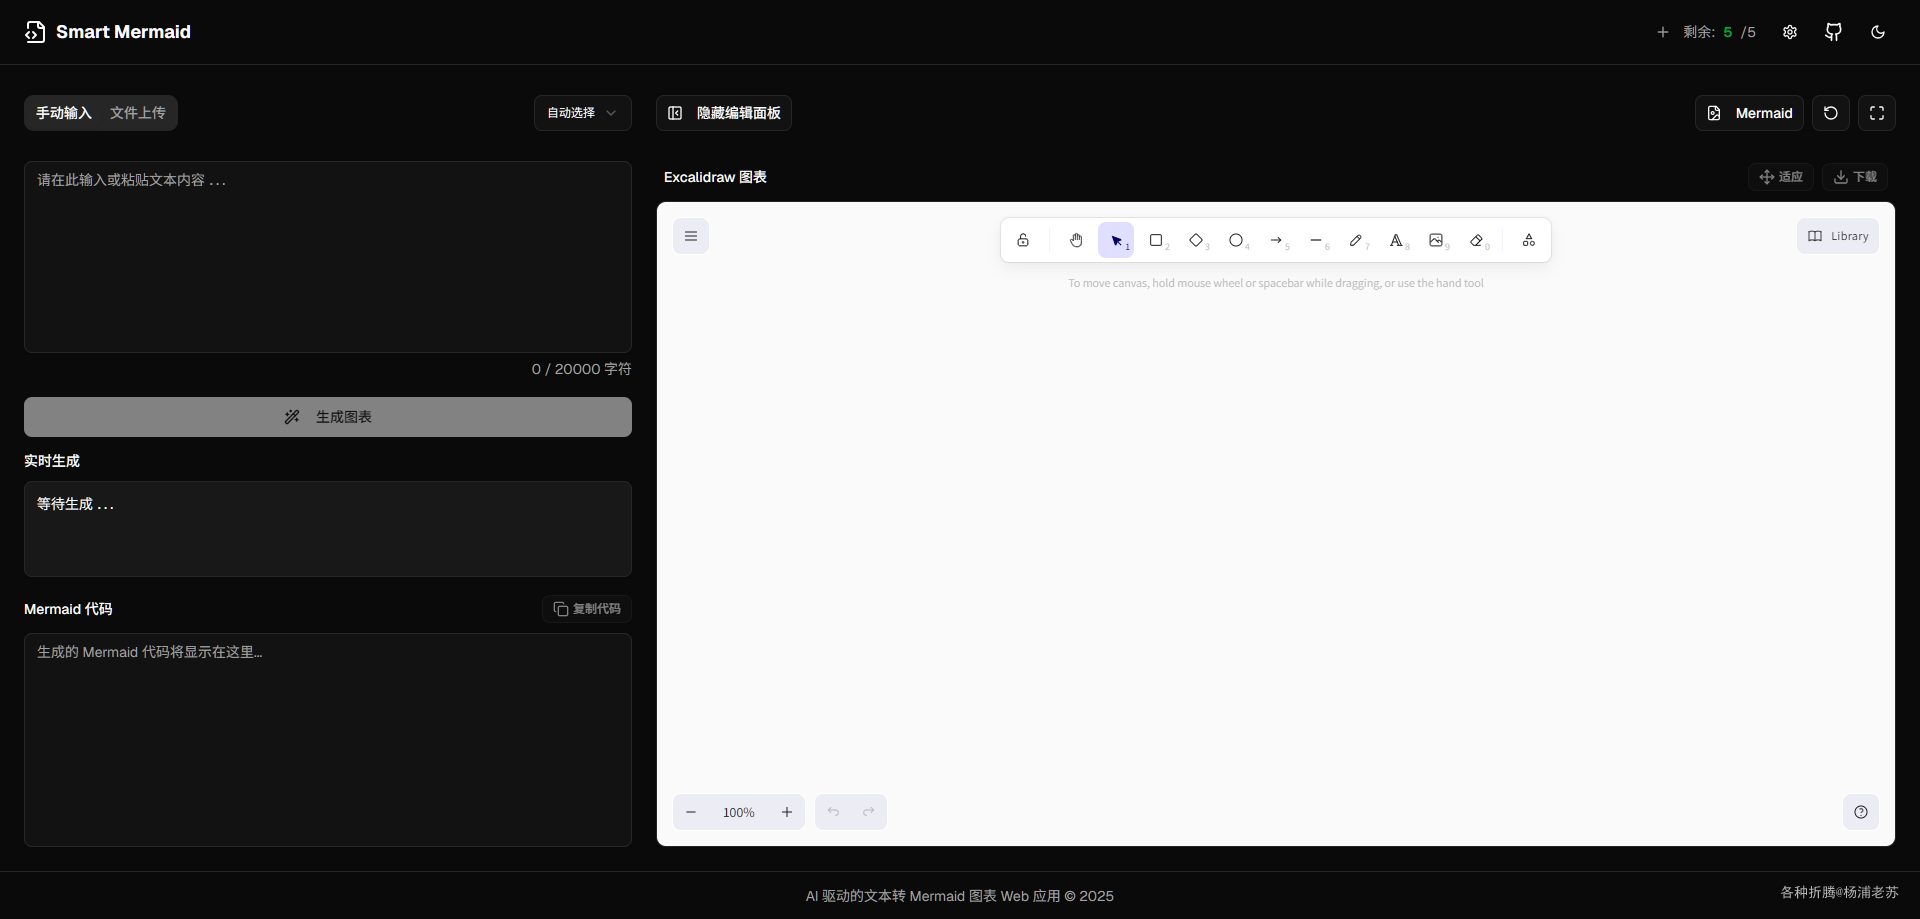 Smart Mermaid
剩余: 5 /5
手动输入 文件上传
自动选择
隐藏编辑面板
Mermaid
请在此输入或粘贴文本内容 ...
0 / 20000 字符
生成图表
实时生成
等待生成 ...
Mermaid 代码
复制代码
生成的 Mermaid 代码将显示在这里...
Excalidraw 图表
适应
下载
1 2 3 4 5 6 7 8 9 0
Library
To move canvas, hold mouse wheel or spacebar while dragging, or use the hand tool
100%
AI 驱动的文本转 Mermaid 图表 Web 应用 © 2025
各种折腾@杨浦老苏